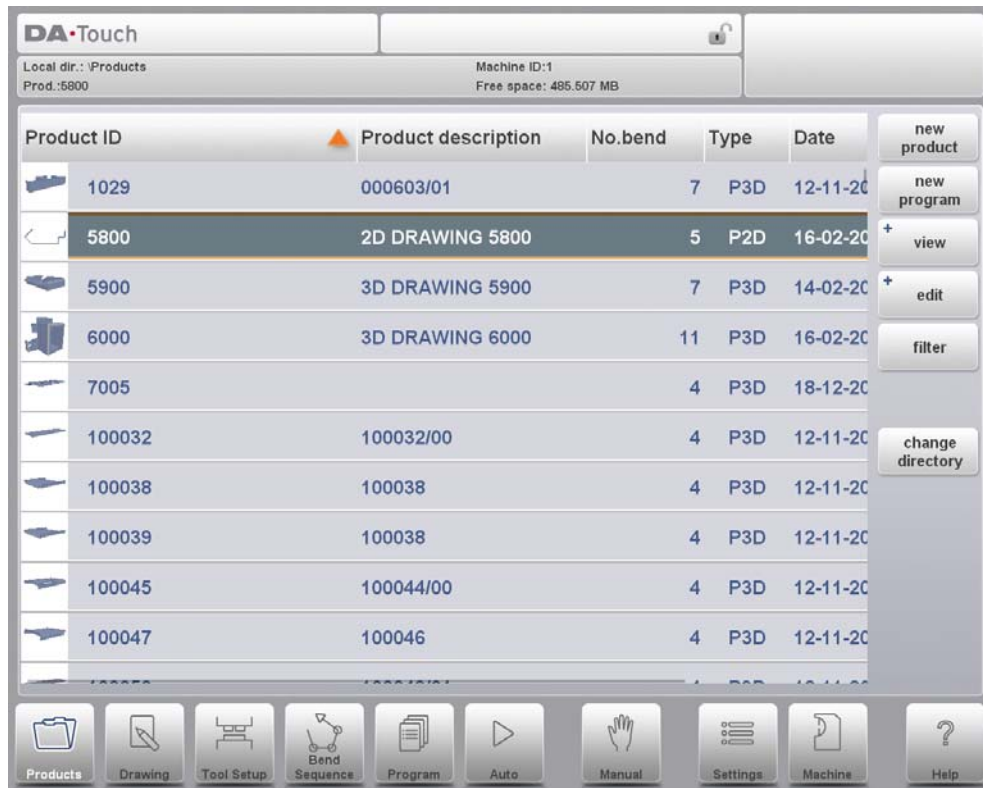 DA·Touch
Local dir.: \Products
Prod.:5800
Machine ID:1
Free space: 485.507 MB
Product ID Product description No.bend Type Date
1029 000603/01 7 P3D 12-11-20
5800 2D DRAWING 5800 5 P2D 16-02-20
5900 3D DRAWING 5900 7 P3D 14-02-20
6000 3D DRAWING 6000 11 P3D 16-02-20
7005 4 P3D 18-12-20
100032 100032/00 4 P3D 12-11-20
100038 100038 4 P3D 12-11-20
100039 100038 4 P3D 12-11-20
100045 100044/00 4 P3D 12-11-20
100047 100046 4 P3D 12-11-20
new
product
new
program
+ view
+ edit
filter
change
directory
Products
Drawing
Tool Setup
Bend
Sequence
Program
Auto
Manual
Settings
Machine
Help